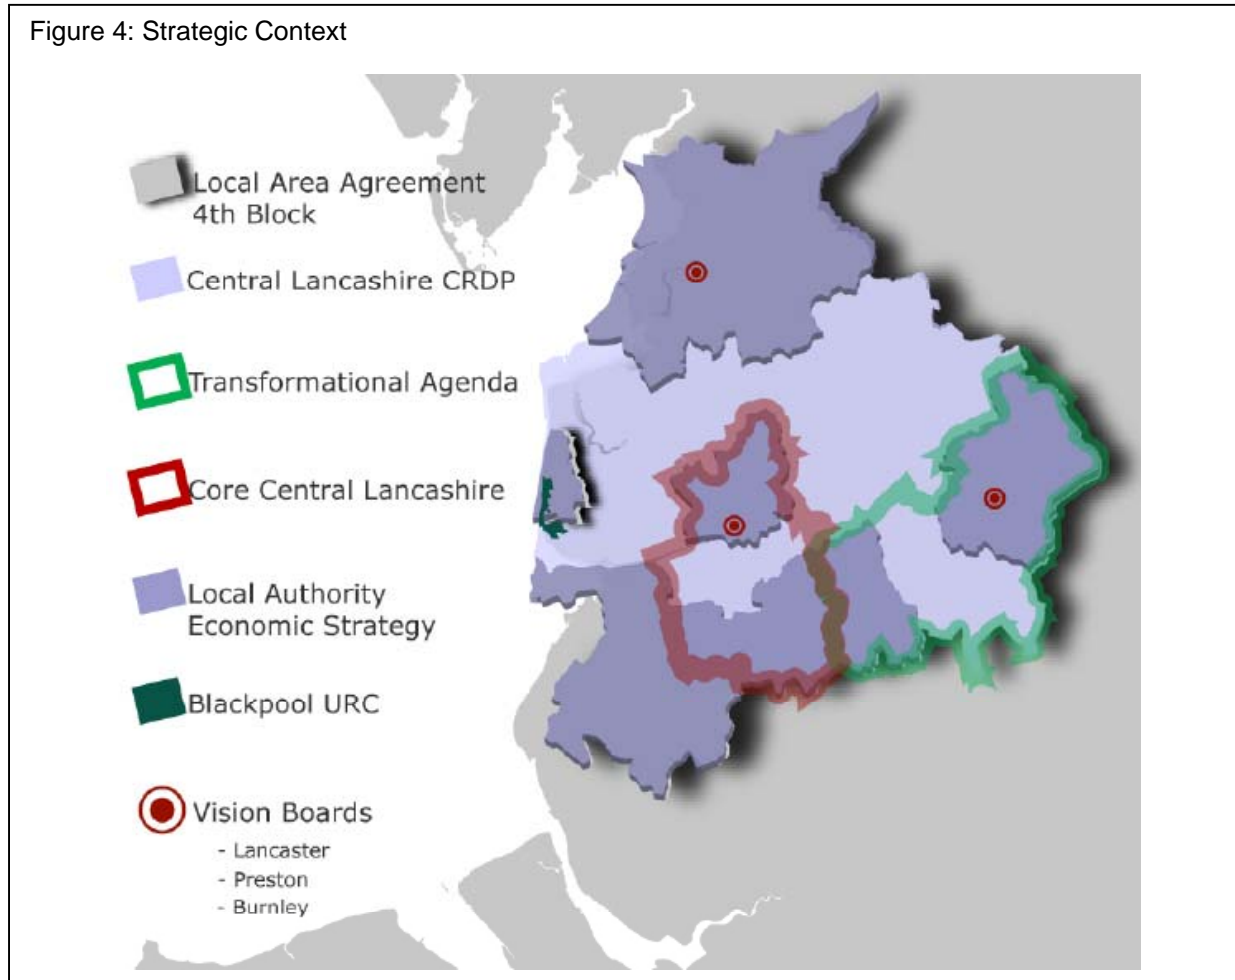 Figure 4: Strategic Context
Local Area Agreement
4th Block
Central Lancashire CRDP
Transformational Agenda
Core Central Lancashire
Local Authority
Economic Strategy
Blackpool URC
Vision Boards
- Lancaster
- Preston
- Burnley